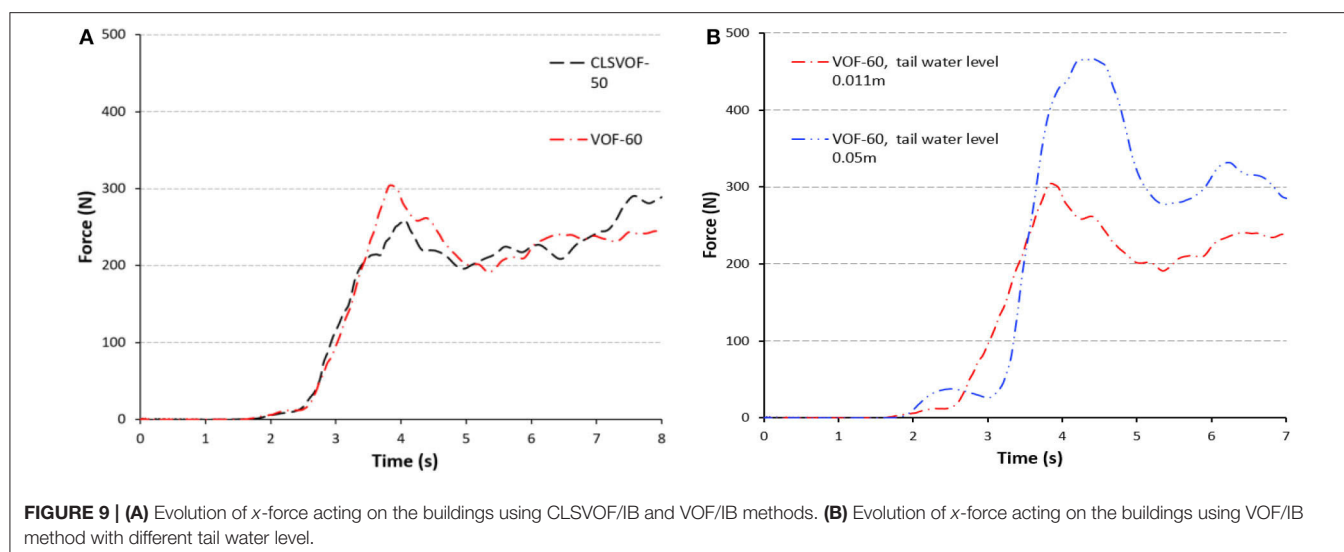 A
500
400
300
200
100
0
Force (N)
0 1 2 3 4 5 6 7 8
Time (s)
CLSVOF-
50
VOF-60
B
500
400
300
200
100
0
Force (N)
0 1 2 3 4 5 6 7
Time (s)
VOF-60, tail water level
0.011m
VOF-60, tail water level
0.05m
FIGURE 9 | (A) Evolution of x-force acting on the buildings using CLSVOF/IB and VOF/IB methods. (B) Evolution of x-force acting on the buildings using VOF/IB
method with different tail water level.